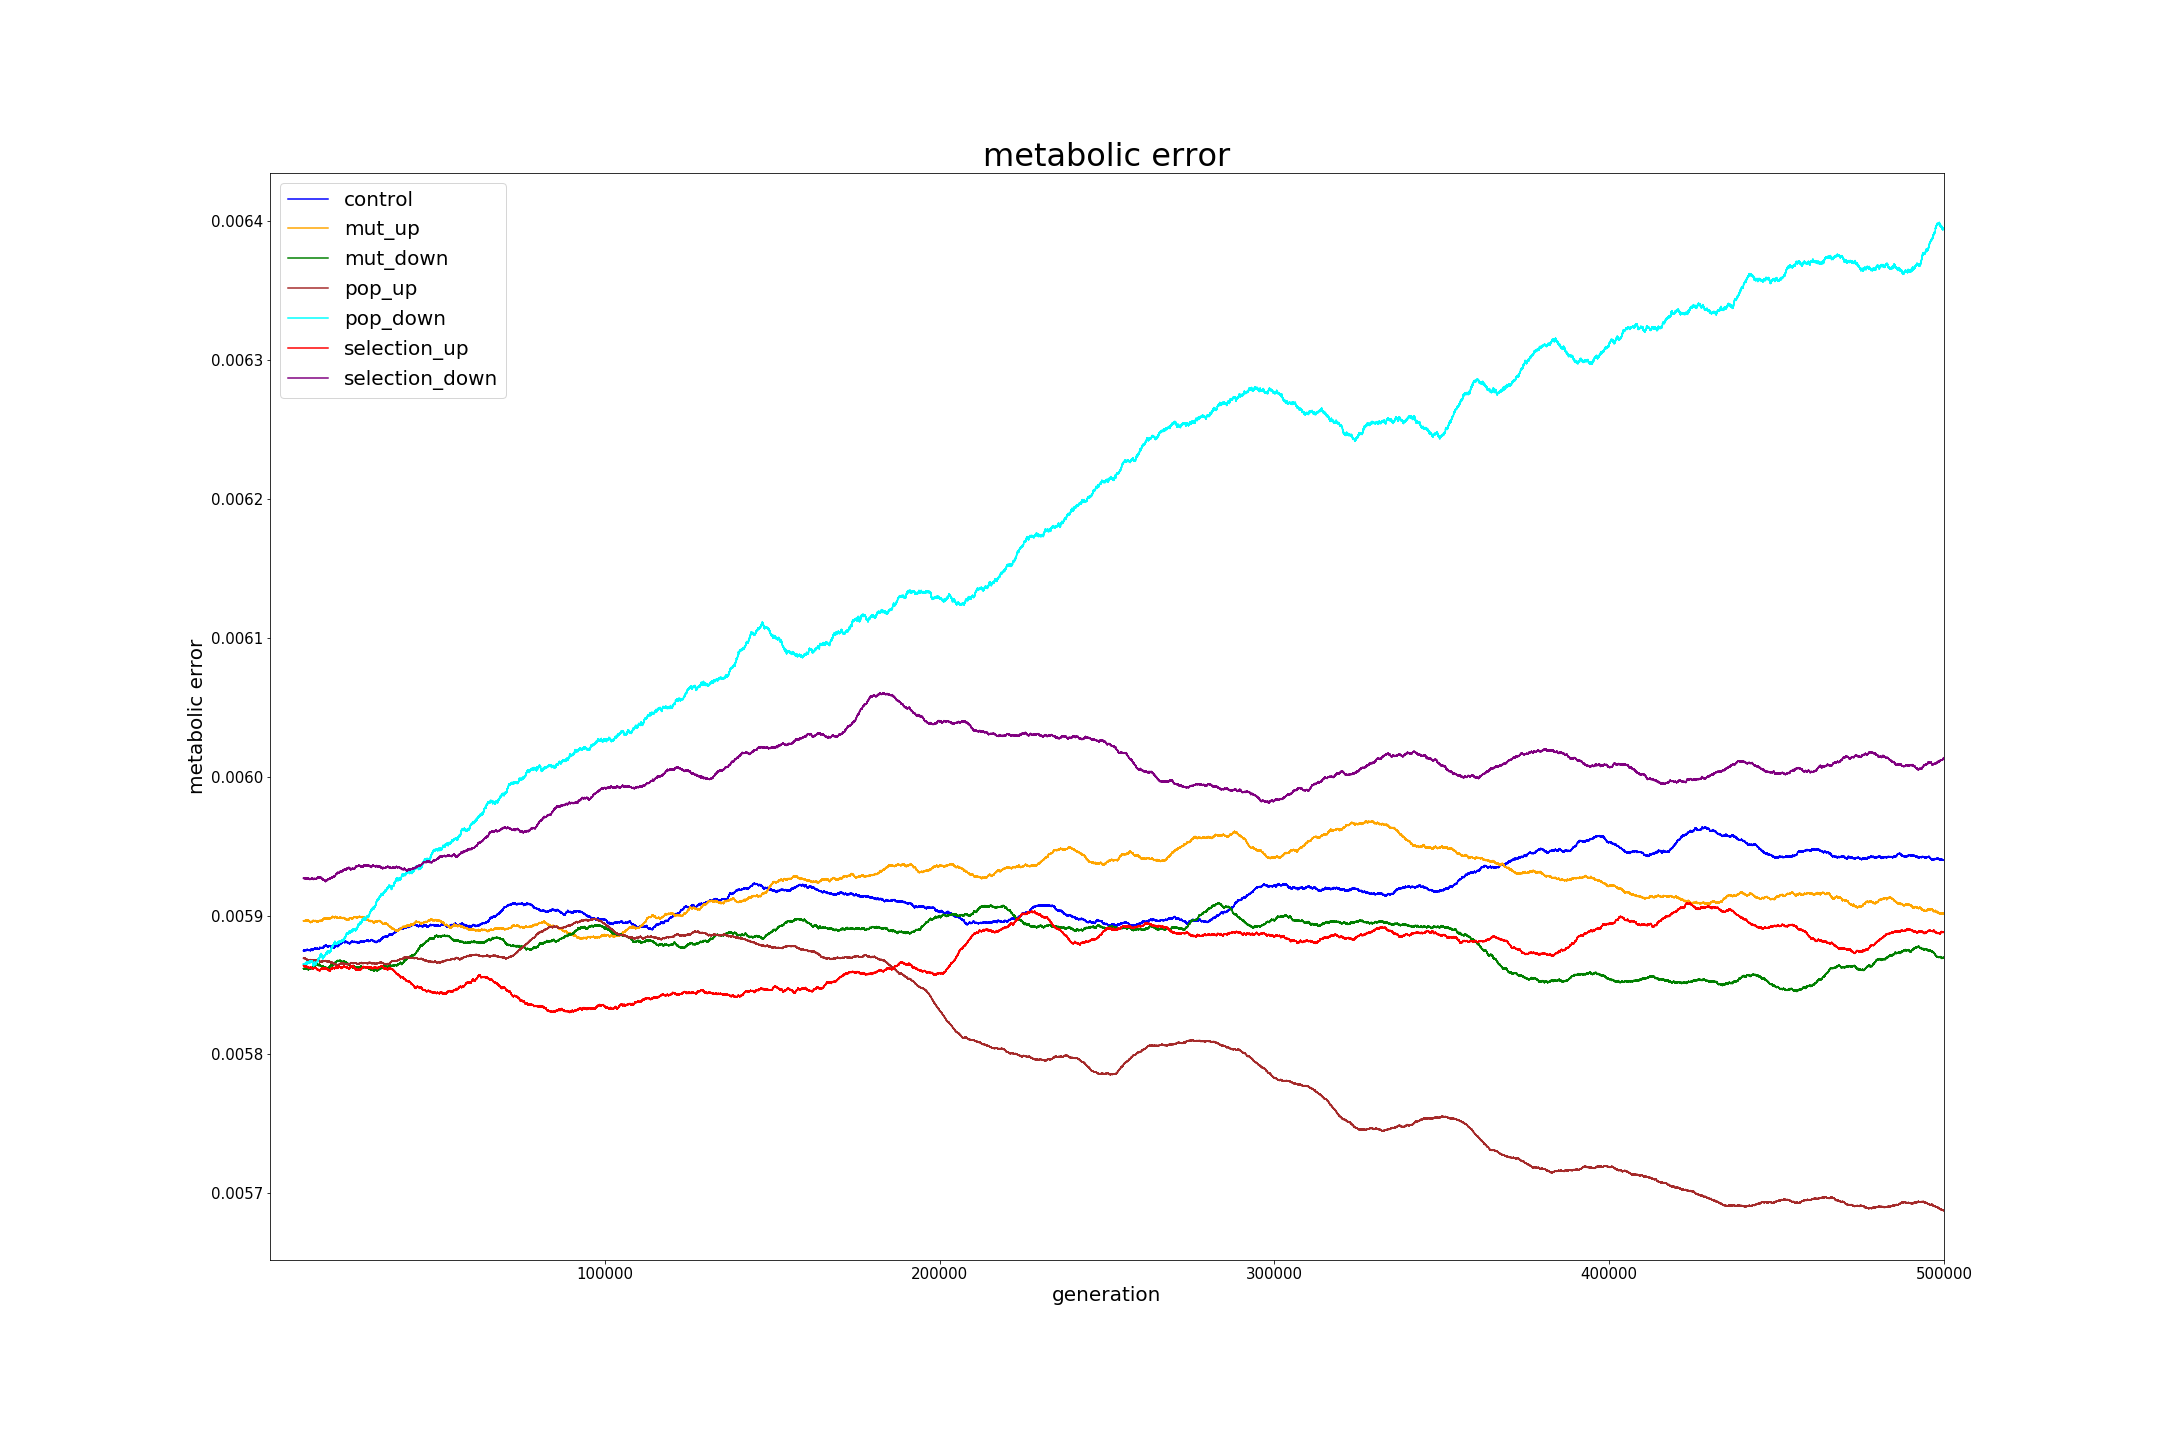 metabolic error
control
mut_up
mut_down
pop_up
pop_down
selection_up
selection_down
metabolic error
0.0064
0.0063
0.0062
0.0061
0.0060
0.0059
0.0058
0.0057
100000 200000 300000 400000 500000
generation